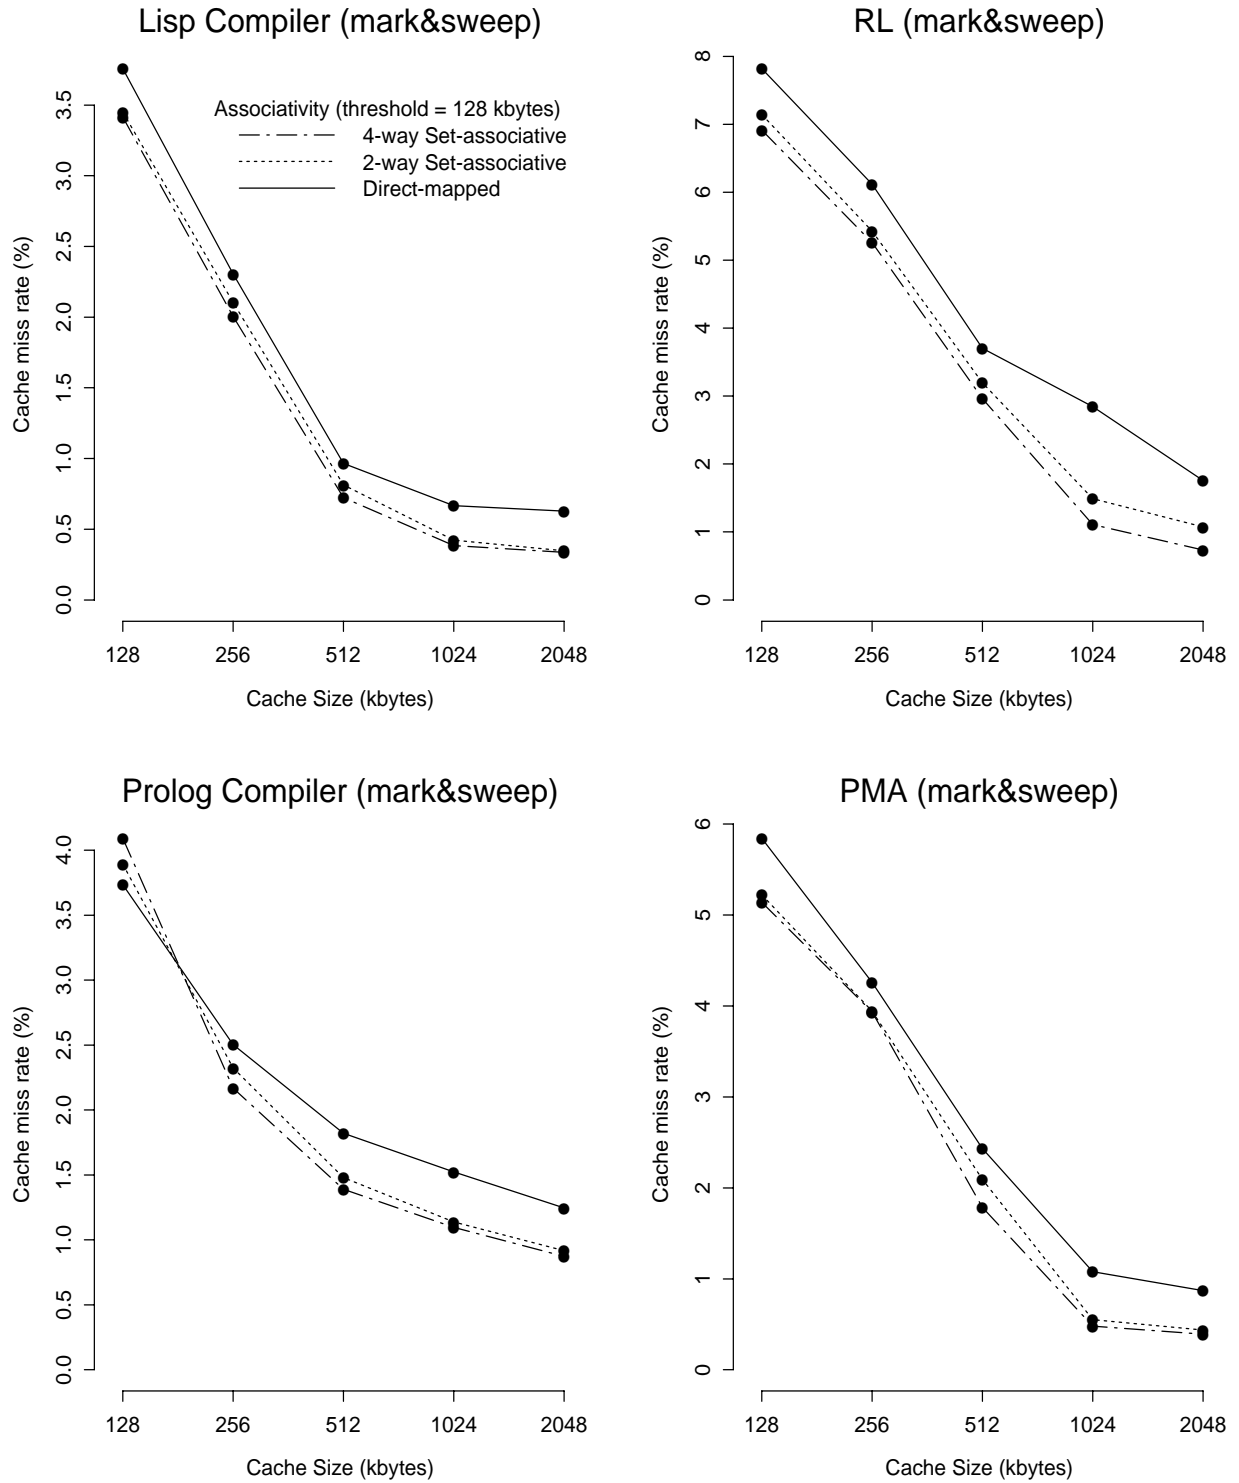 Lisp Compiler (mark&sweep)
Associativity (threshold = 128 kbytes)
4-way Set-associative
2-way Set-associative
Direct-mapped
Cache miss rate (%)
3.5
3.0
2.5
2.0
1.5
1.0
0.5
0.0
128 256 512 1024 2048
Cache Size (kbytes)
RL (mark&sweep)
Cache miss rate (%)
8
7
6
5
4
3
2
1
0
128 256 512 1024 2048
Cache Size (kbytes)
Prolog Compiler (mark&sweep)
Cache miss rate (%)
4.0
3.5
3.0
2.5
2.0
1.5
1.0
0.5
0.0
128 256 512 1024 2048
Cache Size (kbytes)
PMA (mark&sweep)
Cache miss rate (%)
6
5
4
3
2
1
0
128 256 512 1024 2048
Cache Size (kbytes)